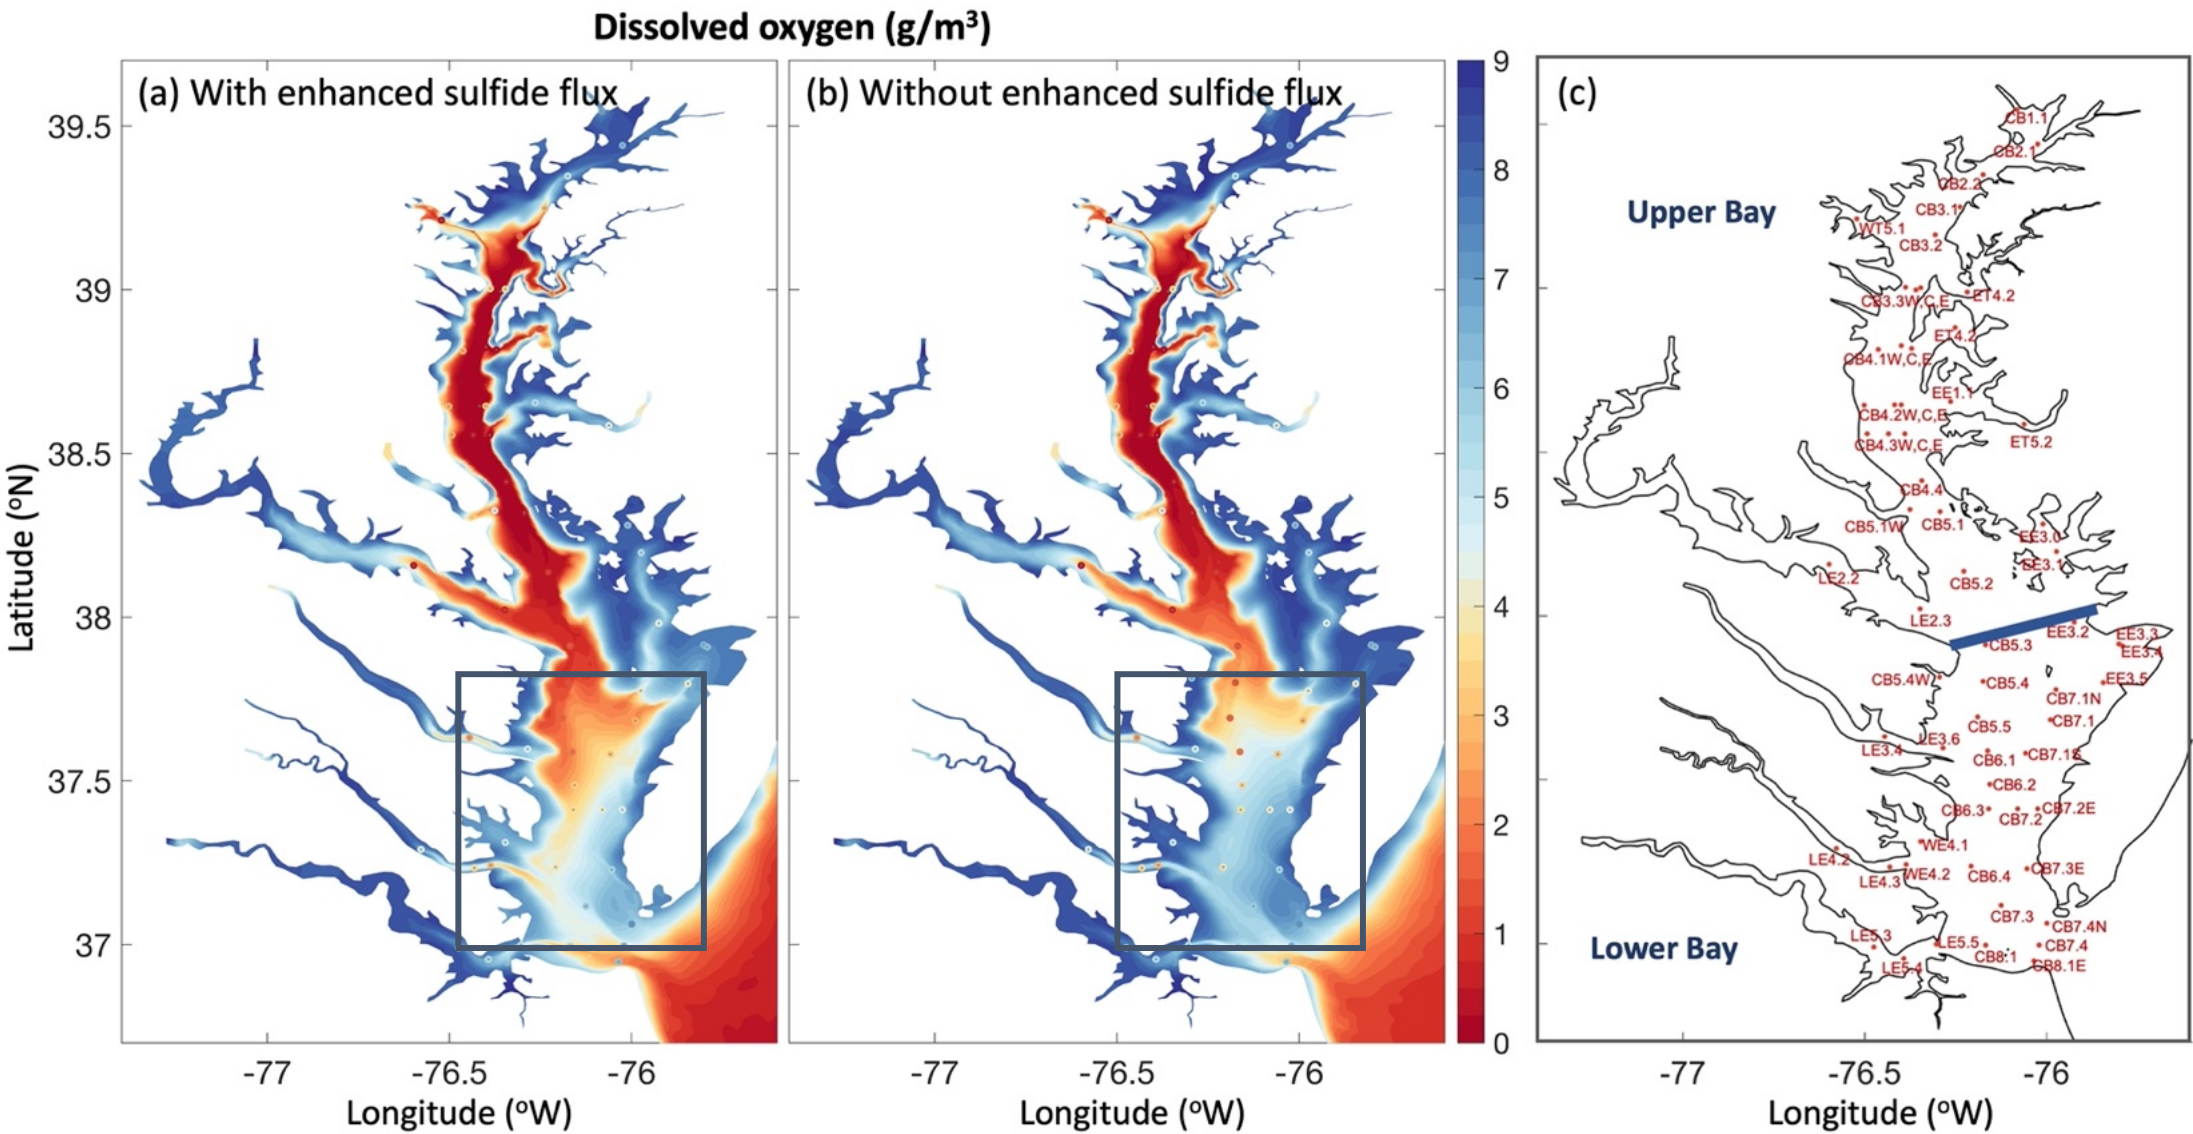 Dissolved oxygen (g/m³)
(a) With enhanced sulfide flux
(b) Without enhanced sulfide flux
(c)
39.5
39
38.5
38
37.5
37
Latitude (ºN)
-77
-76.5
-76
Longitude (ºW)
-77
-76.5
-76
Longitude (ºW)
9
8
7
6
5
4
3
2
1
0
Upper Bay
CB1.1
CB2.1
CB2.2
CB3.1
WT5.1
CB3.2
CB3.3W,C,E
ET4.2
ET4.2
CB4.1W,C,E
EE1.1
CB4.2W,C,E
CB4.3W,C,E
ET5.2
CB4.4
CB5.1W
CB5.1
EE3.0
EE3.1
LE2.2
CB5.2
LE2.3
EE3.2
EE3.3
CB5.3
EE3.4
CB5.4W
CB5.4
EE3.5
CB7.1N
CB5.5
CB7.1
LE3.6
LE3.4
CB6.1
CB7.1S
CB6.2
CB6.3
CB7.2
CB7.2E
WE4.1
LE4.2
LE4.3
WE4.2
CB6.4
CB7.3E
CB7.3
CB7.4N
Lower Bay
LE5.3
LE5.5
CB8.1
CB7.4
LE5.4
CB8.1E
-77
-76.5
-76
Longitude (ºW)